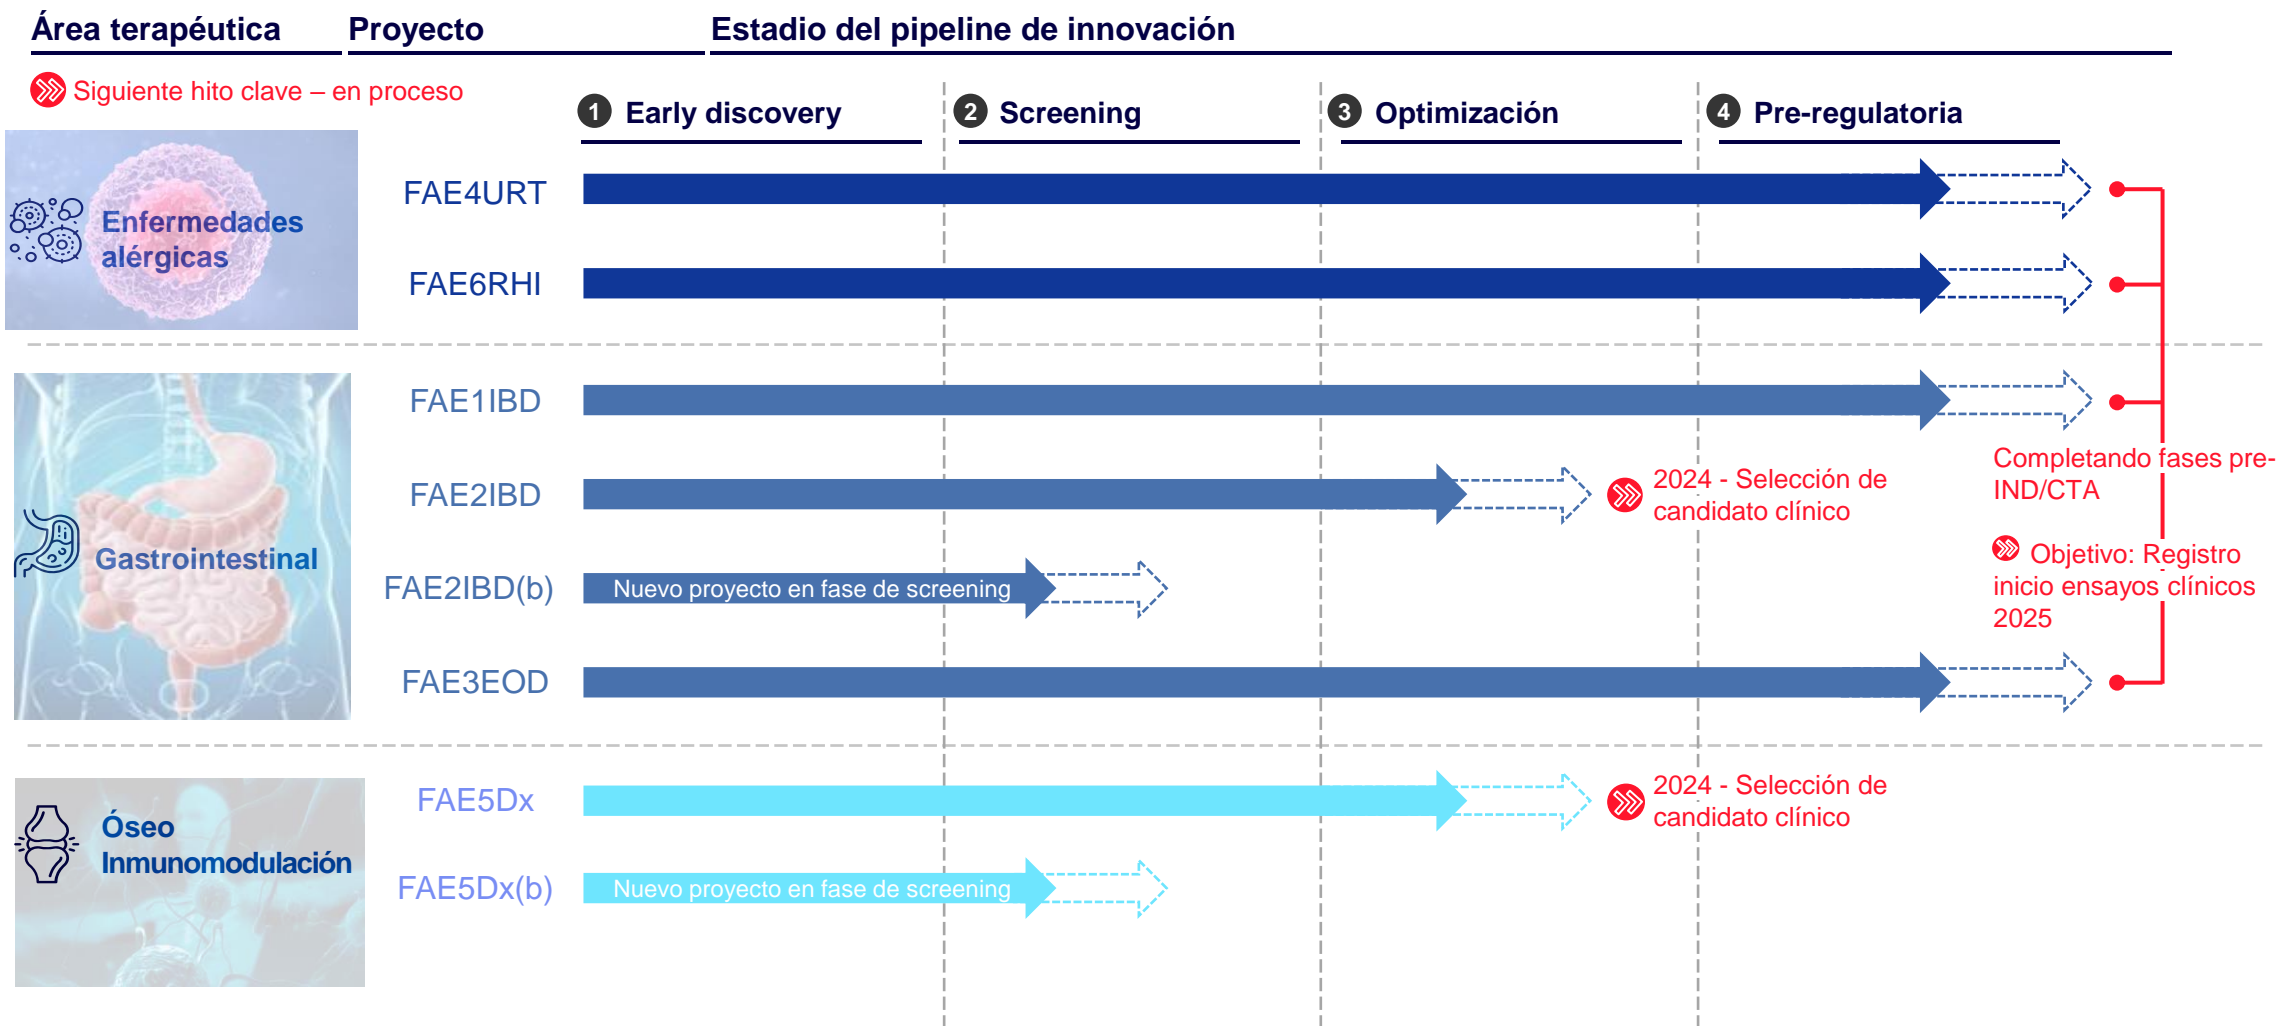 Área terapéutica
Proyecto
Estadio del pipeline de innovación
Siguiente hito clave – en proceso
1 Early discovery
2 Screening
3 Optimización
4 Pre-regulatoria
Enfermedades
alérgicas
FAE4URT
FAE6RHI
Gastrointestinal
FAE1IBD
FAE2IBD
2024 - Selección de
candidato clínico
FAE2IBD(b)
Nuevo proyecto en fase de screening
FAE3EOD
Completando fases pre-
IND/CTA
Objetivo: Registro
inicio ensayos clínicos
2025
Óseo
Inmunomodulación
FAE5Dx
2024 - Selección de
candidato clínico
FAE5Dx(b)
Nuevo proyecto en fase de screening